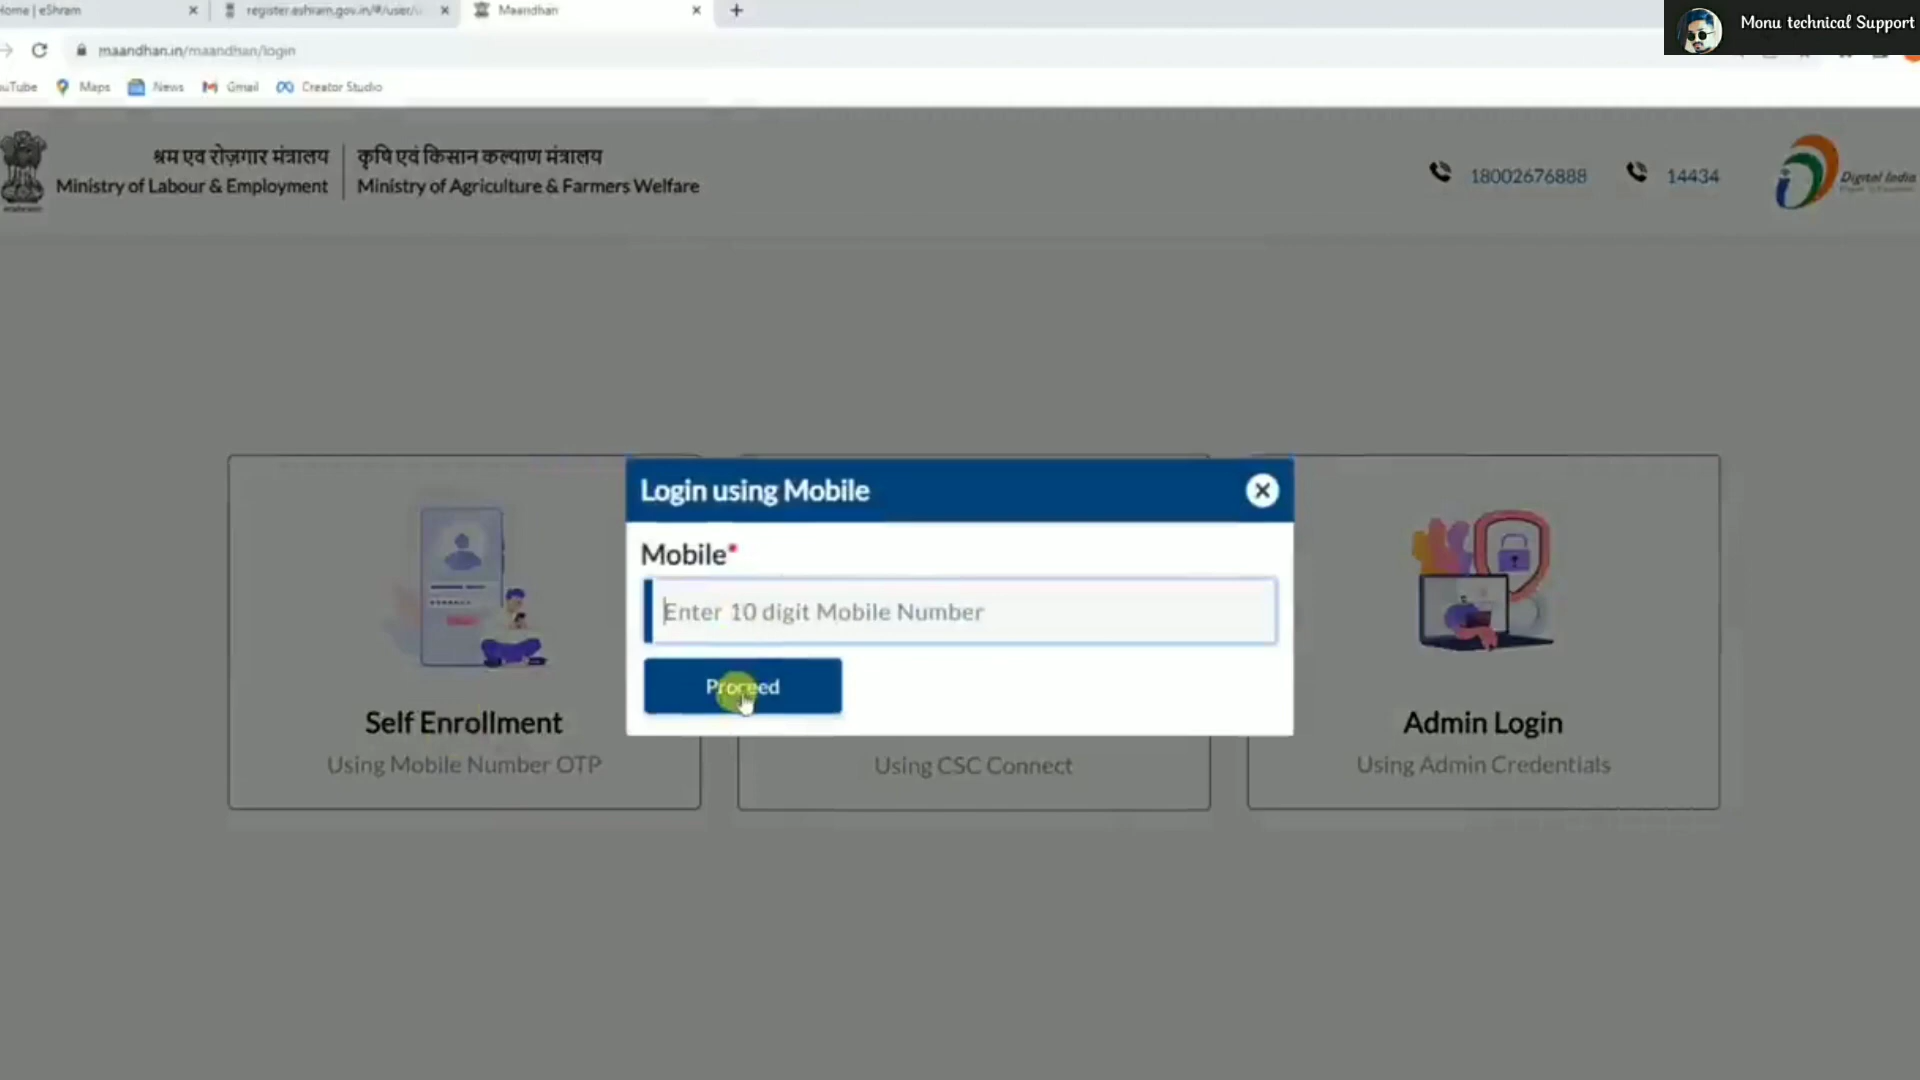 Home | eShram
register.eshram.gov.in/#/user/
Maandhan
Monu technical Support
maandhan.in/maandhan/login
Maps
News
Gmail
Creator Studio
श्रम एवं रोज़गार मंत्रालय
Ministry of Labour & Employment
कृषि एवं किसान कल्याण मंत्रालय
Ministry of Agriculture & Farmers Welfare
18002676888
14434
Digital India
Login using Mobile
Mobile*
Enter 10 digit Mobile Number
Proceed
Self Enrollment
Using Mobile Number OTP
Using CSC Connect
Admin Login
Using Admin Credentials